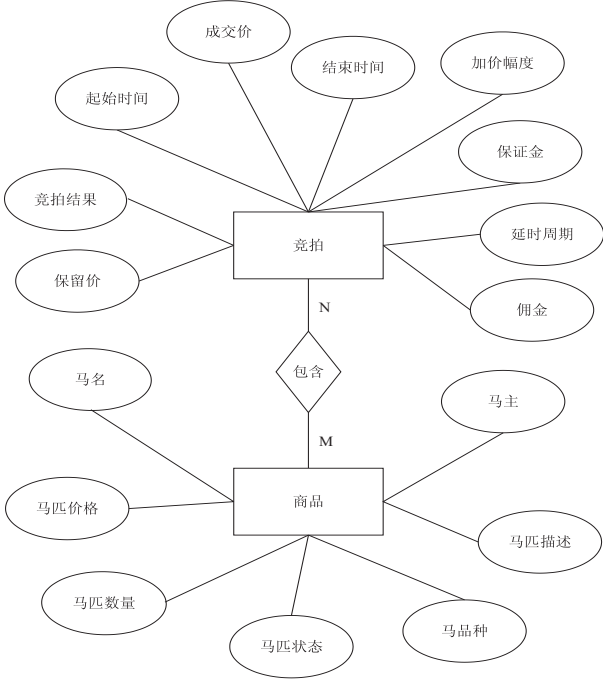 成交价
结束时间
加价幅度
起始时间
保证金
竞拍结果
延时周期
竞拍
保留价
佣金
N
包含
马名
马主
M
商品
马匹价格
马匹描述
马匹数量
马品种
马匹状态